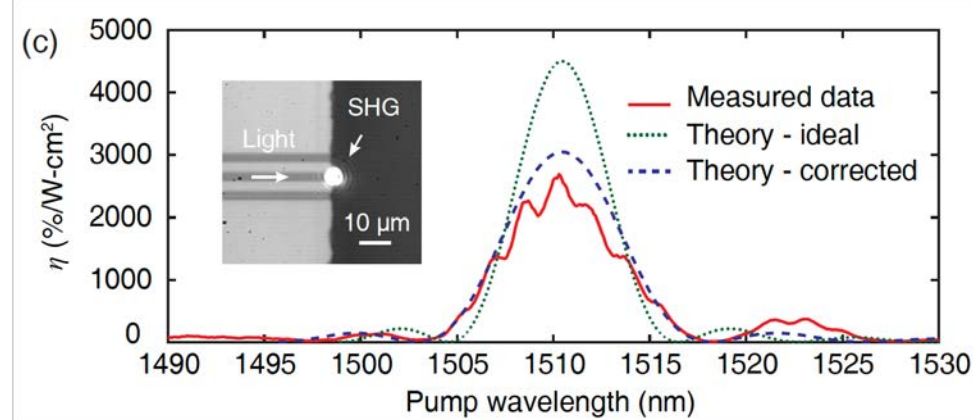 (c)
5000
4000
3000
2000
1000
0
η (%/W-cm²)
SHG
Light
10 µm
Measured data
Theory - ideal
Theory - corrected
1490 1495 1500 1505 1510 1515 1520 1525 1530
Pump wavelength (nm)